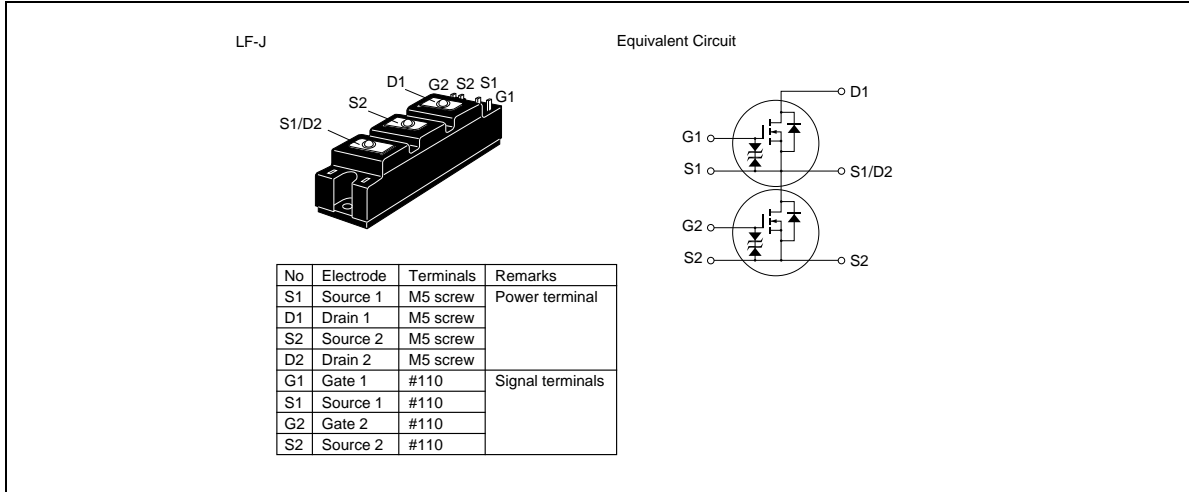 LF-J
Equivalent Circuit
D1 G2 S2 S1
G1
S2
S1/D2
D1
G1
S1 S1/D2
G2
S2 S2
No Electrode Terminals Remarks
S1 Source 1 M5 screw Power terminal
D1 Drain 1 M5 screw
S2 Source 2 M5 screw
D2 Drain 2 M5 screw
G1 Gate 1 #110 Signal terminals
S1 Source 1 #110
G2 Gate 2 #110
S2 Source 2 #110